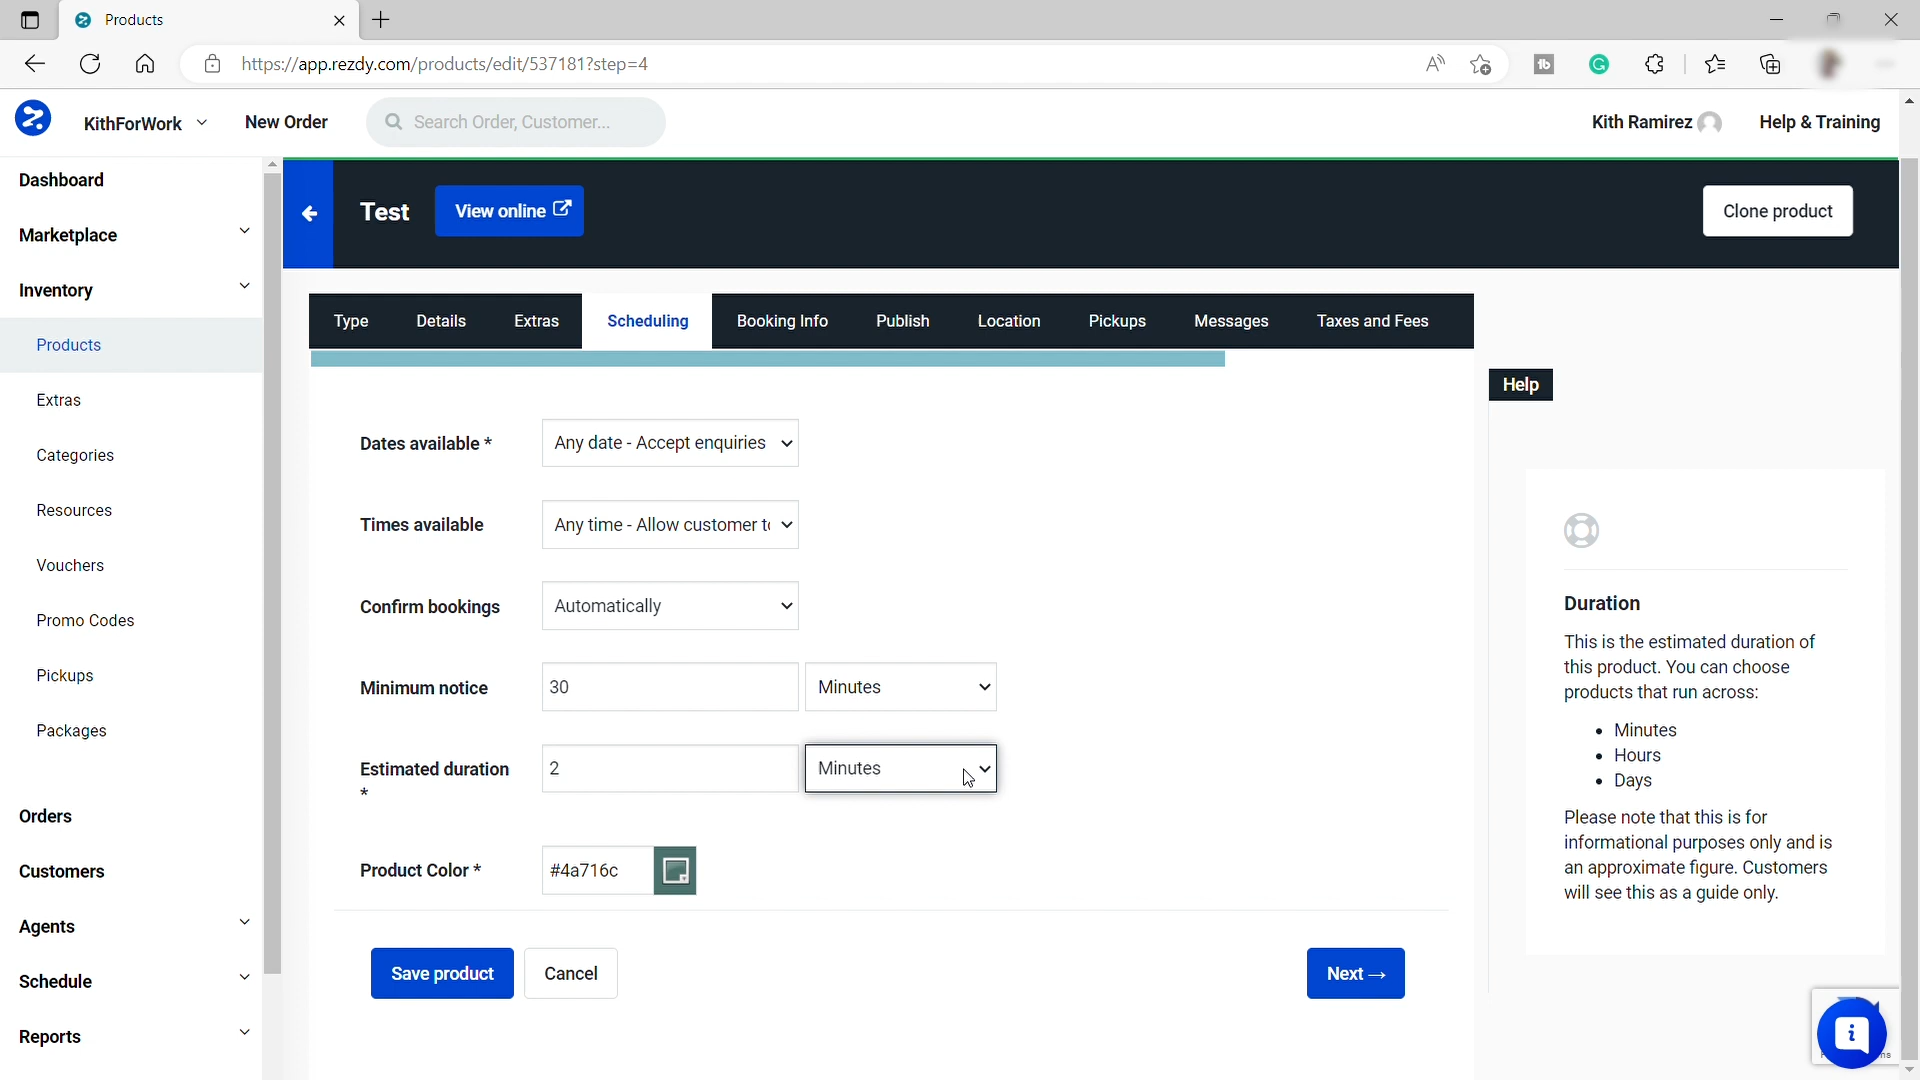 Products
https://app.rezdy.com/products/edit/537181?step=4
KithForWork
New Order
Search Order, Customer...
Kith Ramirez
Help & Training
Dashboard
Marketplace
Inventory
Products
Extras
Categories
Resources
Vouchers
Promo Codes
Pickups
Packages
Orders
Customers
Agents
Schedule
Reports
Test
View online
Clone product
Type
Details
Extras
Scheduling
Booking Info
Publish
Location
Pickups
Messages
Taxes and Fees
Dates available *
Any date - Accept enquiries
Times available
Any time - Allow customer to
Confirm bookings
Automatically
Minimum notice
30
Minutes
Estimated duration
*
2
Minutes
Product Color *
#4a716c
Save product
Cancel
Next →
Help
Duration
This is the estimated duration of
this product. You can choose
products that run across:
• Minutes
• Hours
• Days
Please note that this is for
informational purposes only and is
an approximate figure. Customers
will see this as a guide only.